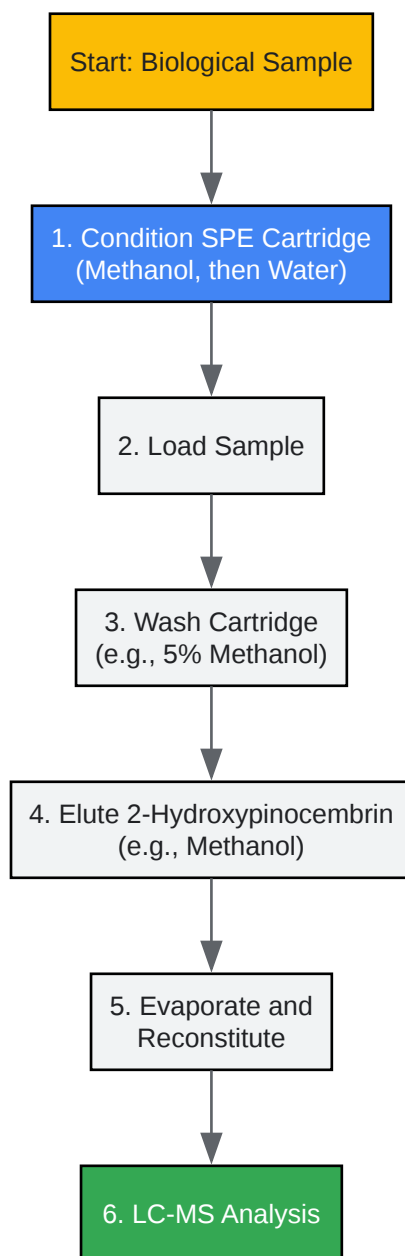 Start: Biological Sample
1. Condition SPE Cartridge
(Methanol, then Water)
2. Load Sample
3. Wash Cartridge
(e.g., 5% Methanol)
4. Elute 2-Hydroxypinocembrin
(e.g., Methanol)
5. Evaporate and
Reconstitute
6. LC-MS Analysis